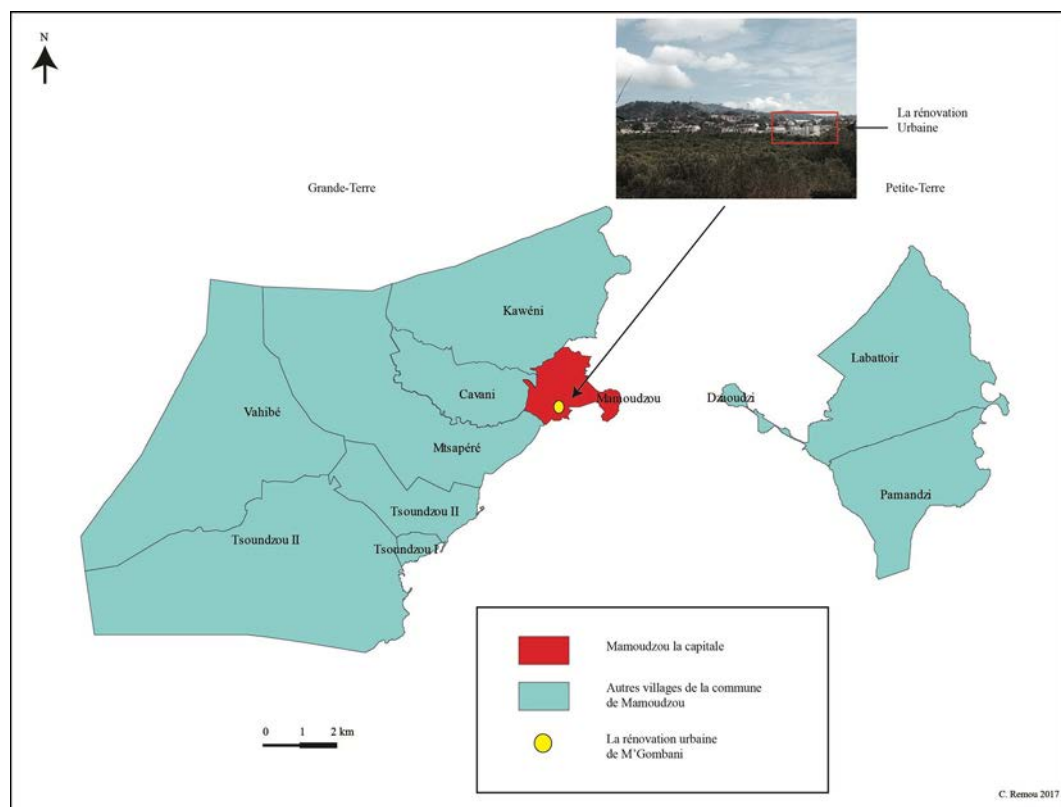 N
La rénovation
Urbaine
Grande-Terre
Petite-Terre
Kawéni
Labattoir
Cavani
Mamoudzou
Dzaoudzi
Vahibé
Mtsapéré
Pamandzi
Tsoundzou II
Tsoundzou II
Tsoundzou I
Mamoudzou la capitale
Autres villages de la commune
de Mamoudzou
La rénovation urbaine
de M'Gombani
0 1 2 km
C. Remou 2017